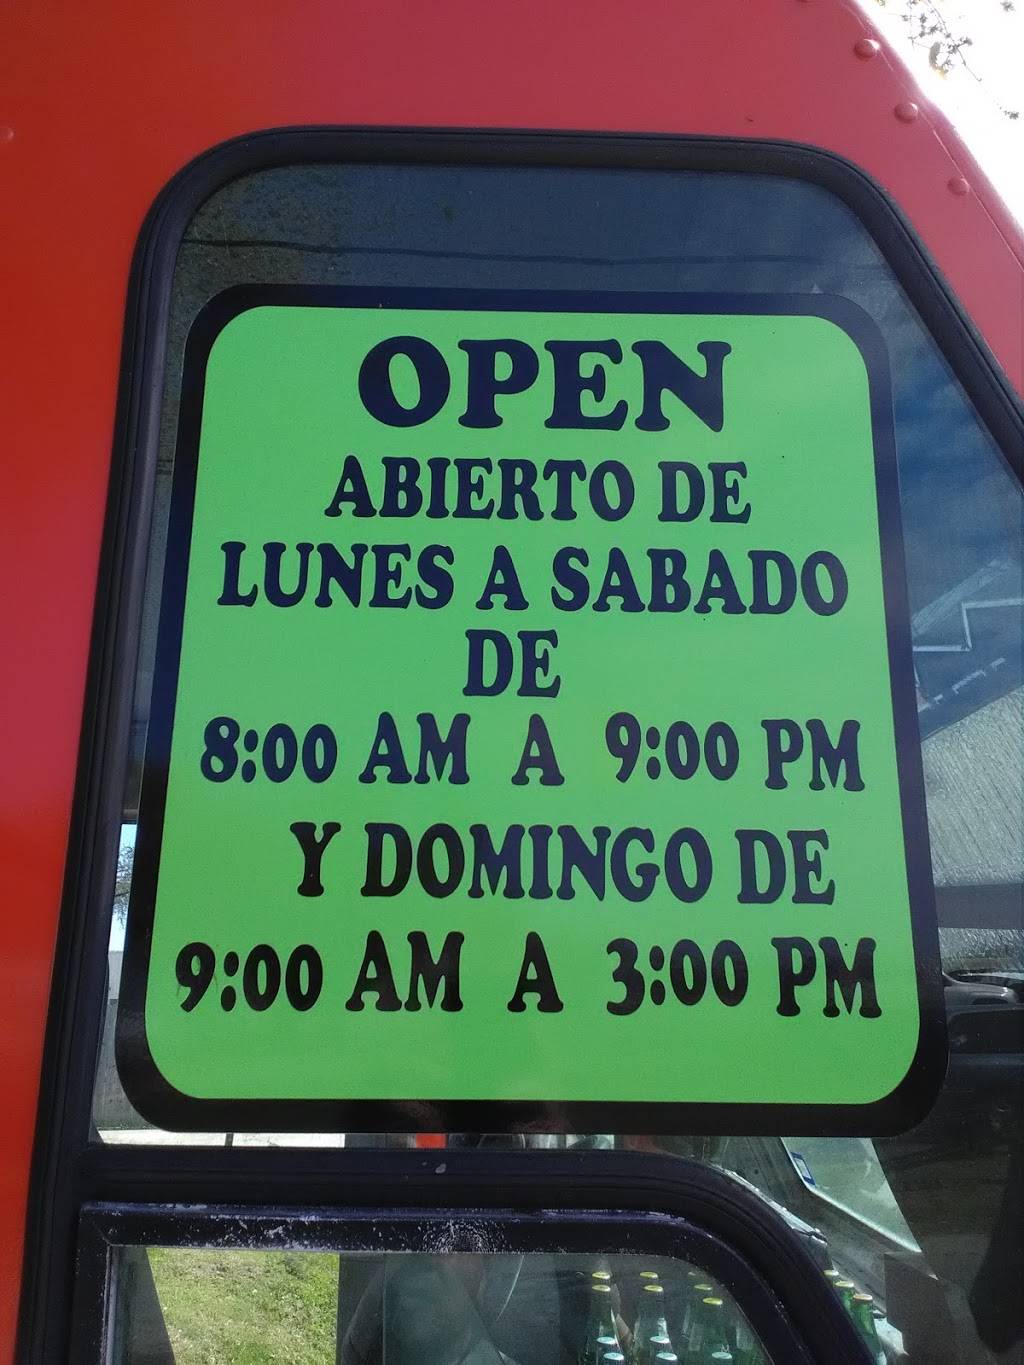 OPEN
ABIERTO DE
LUNES A SABADO
DE
8:00 AM A 9:00 PM
Y DOMINGO DE
9:00 AM A 3:00 PM